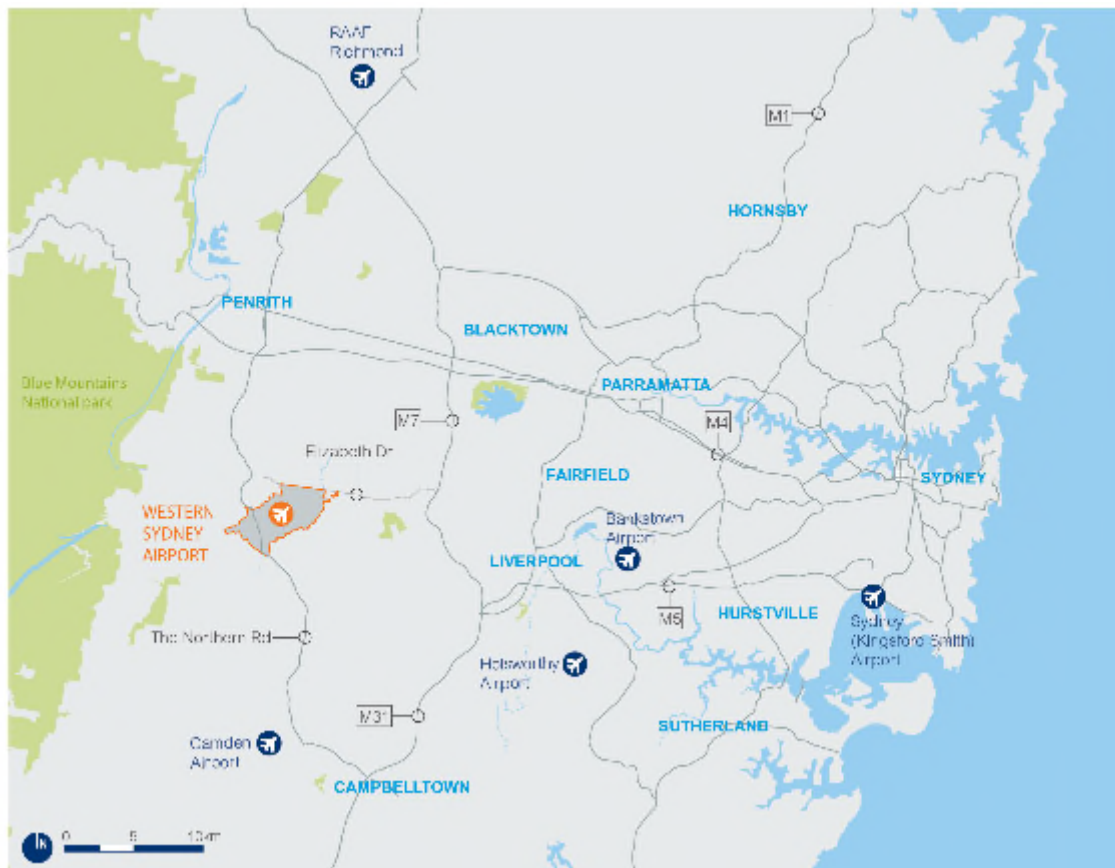 RAAF
Richmond
M1
HORNSBY
PENRITH
BLACKTOWN
Blue Mountains
National park
PARRAMATTA
M7
M4
Elizabeth Dr
FAIRFIELD
SYDNEY
WESTERN
SYDNEY
AIRPORT
Bankstown
Airport
LIVERPOOL
M5
HURSTVILLE
Sydney
(Kingsford Smith)
Airport
The Northern Rd
Holsworthy
Airport
M31
SUTHERLAND
Camden
Airport
CAMPBELLTOWN
N
0 5 10km